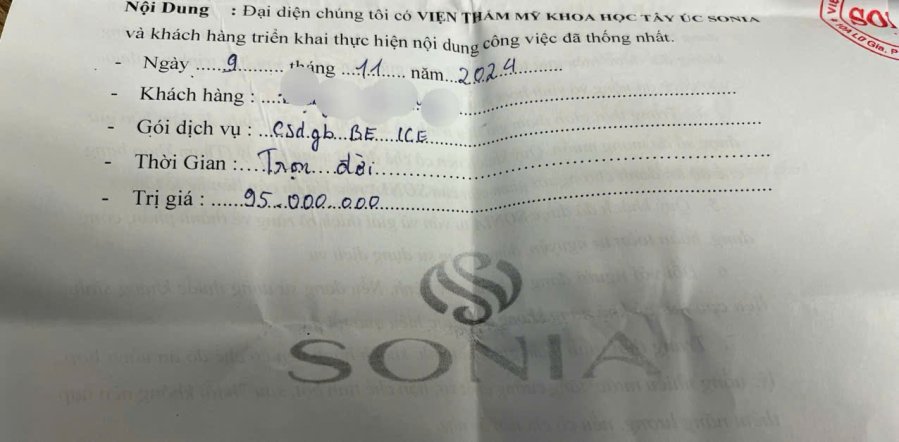 Nội Dung : Đại diện chúng tôi có VIỆN THẨM MỸ KHOA HỌC TÂY ÚC SONIA
và khách hàng triển khai thực hiện nội dung công việc đã thống nhất.
- Ngày .....9......... tháng ...11..... năm...2024............
- Khách hàng :
- Gói dịch vụ : ...Csd.gb...BE...ICE
- Thời Gian :...Trọn...đời
- Trị giá : .....95.000.000
SONIA
SON